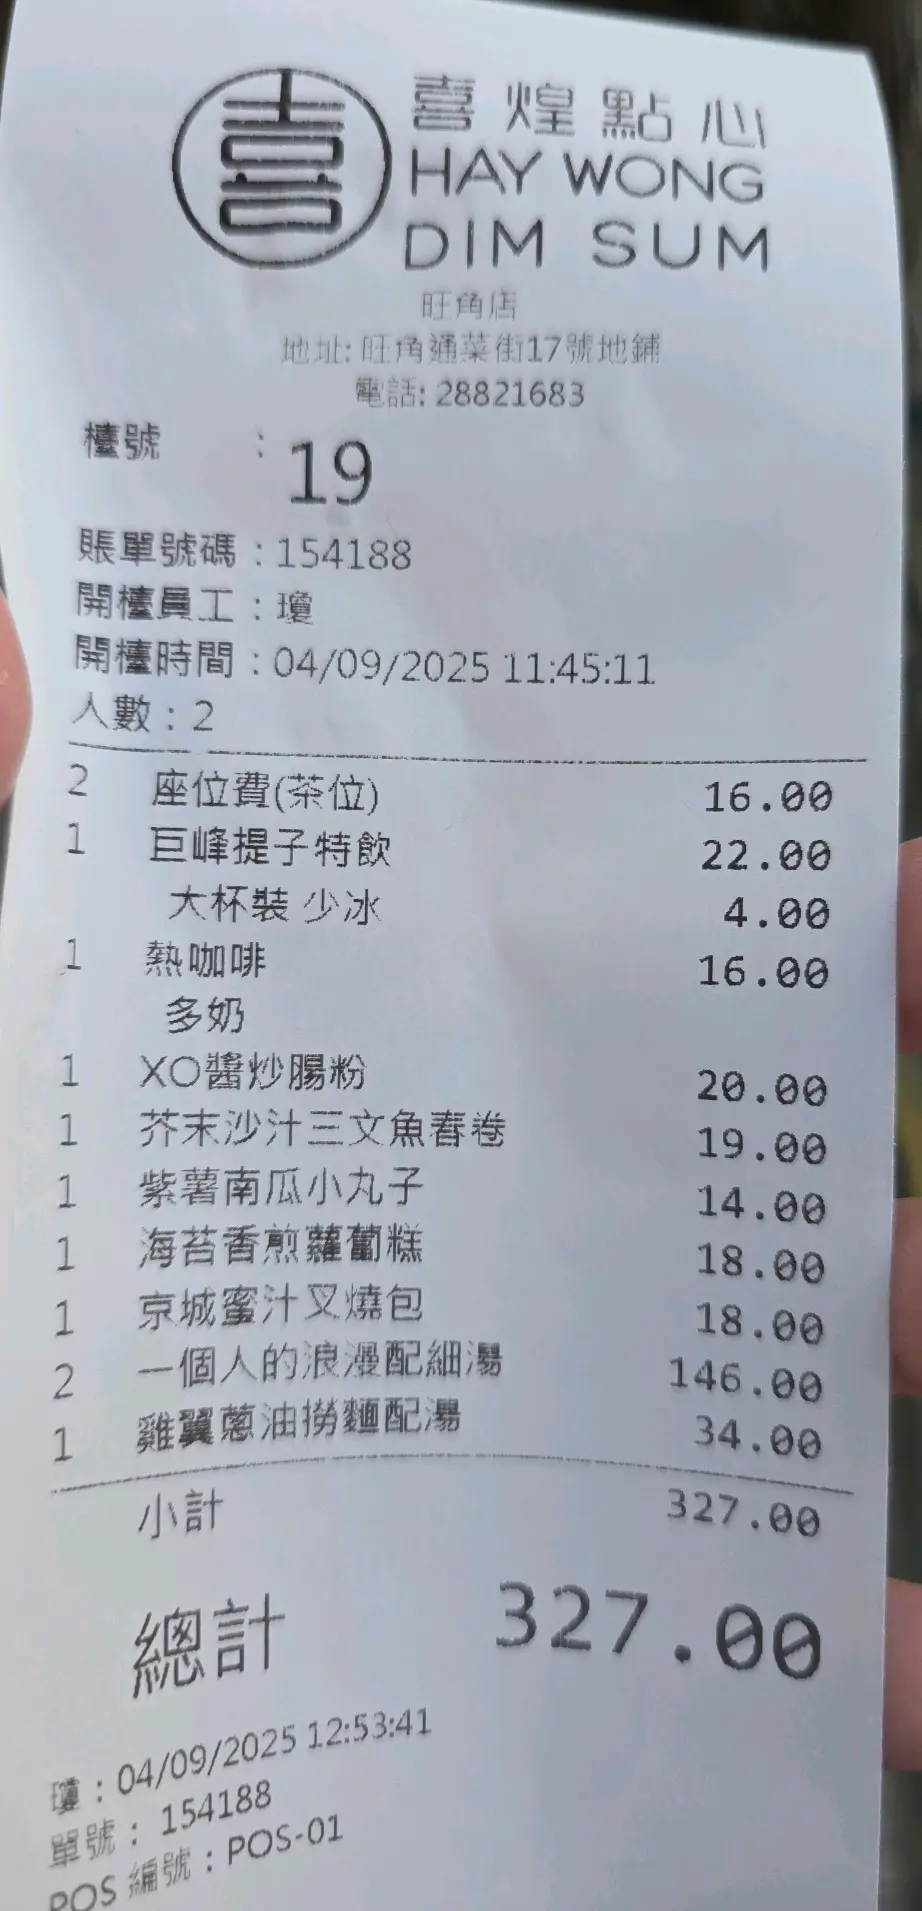 囍
喜煌點心
HAY WONG
DIM SUM
旺角店
地址: 旺角通菜街17號地鋪
電話: 28821683
檯號 : 19
賬單號碼 : 154188
開檯員工 : 瓊
開檯時間 : 04/09/2025 11:45:11
人數 : 2
2 座位費(茶位) 16.00
1 巨峰提子特飲 22.00
大杯裝 少冰 4.00
1 熱咖啡 16.00
多奶
1 XO醬炒腸粉 20.00
1 芥末沙汁三文魚春卷 19.00
1 紫薯南瓜小丸子 14.00
1 海苔香煎蘿蔔糕 18.00
1 京城蜜汁叉燒包 18.00
2 一個人的浪漫配細湯 146.00
1 雞翼蔥油撈麵配湯 34.00
小計 327.00
總計 327.00
瓊 : 04/09/2025 12:53:41
單號 : 154188
POS 編號 : POS-01